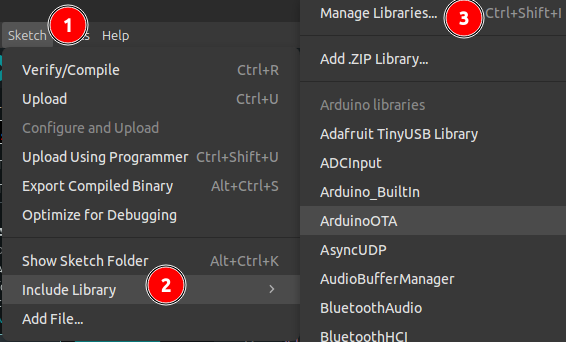 Sketch 1 s Help
Verify/Compile Ctrl+R
Upload Ctrl+U
Configure and Upload
Upload Using Programmer Ctrl+Shift+U
Export Compiled Binary Alt+Ctrl+S
Optimize for Debugging
Show Sketch Folder Alt+Ctrl+K
Include Library 2 >
Add File...
Manage Libraries... 3 Ctrl+Shift+I
Add .ZIP Library...
Arduino libraries
Adafruit TinyUSB Library
ADCInput
Arduino_BuiltIn
ArduinoOTA
AsyncUDP
AudioBufferManager
BluetoothAudio
BluetoothHCI